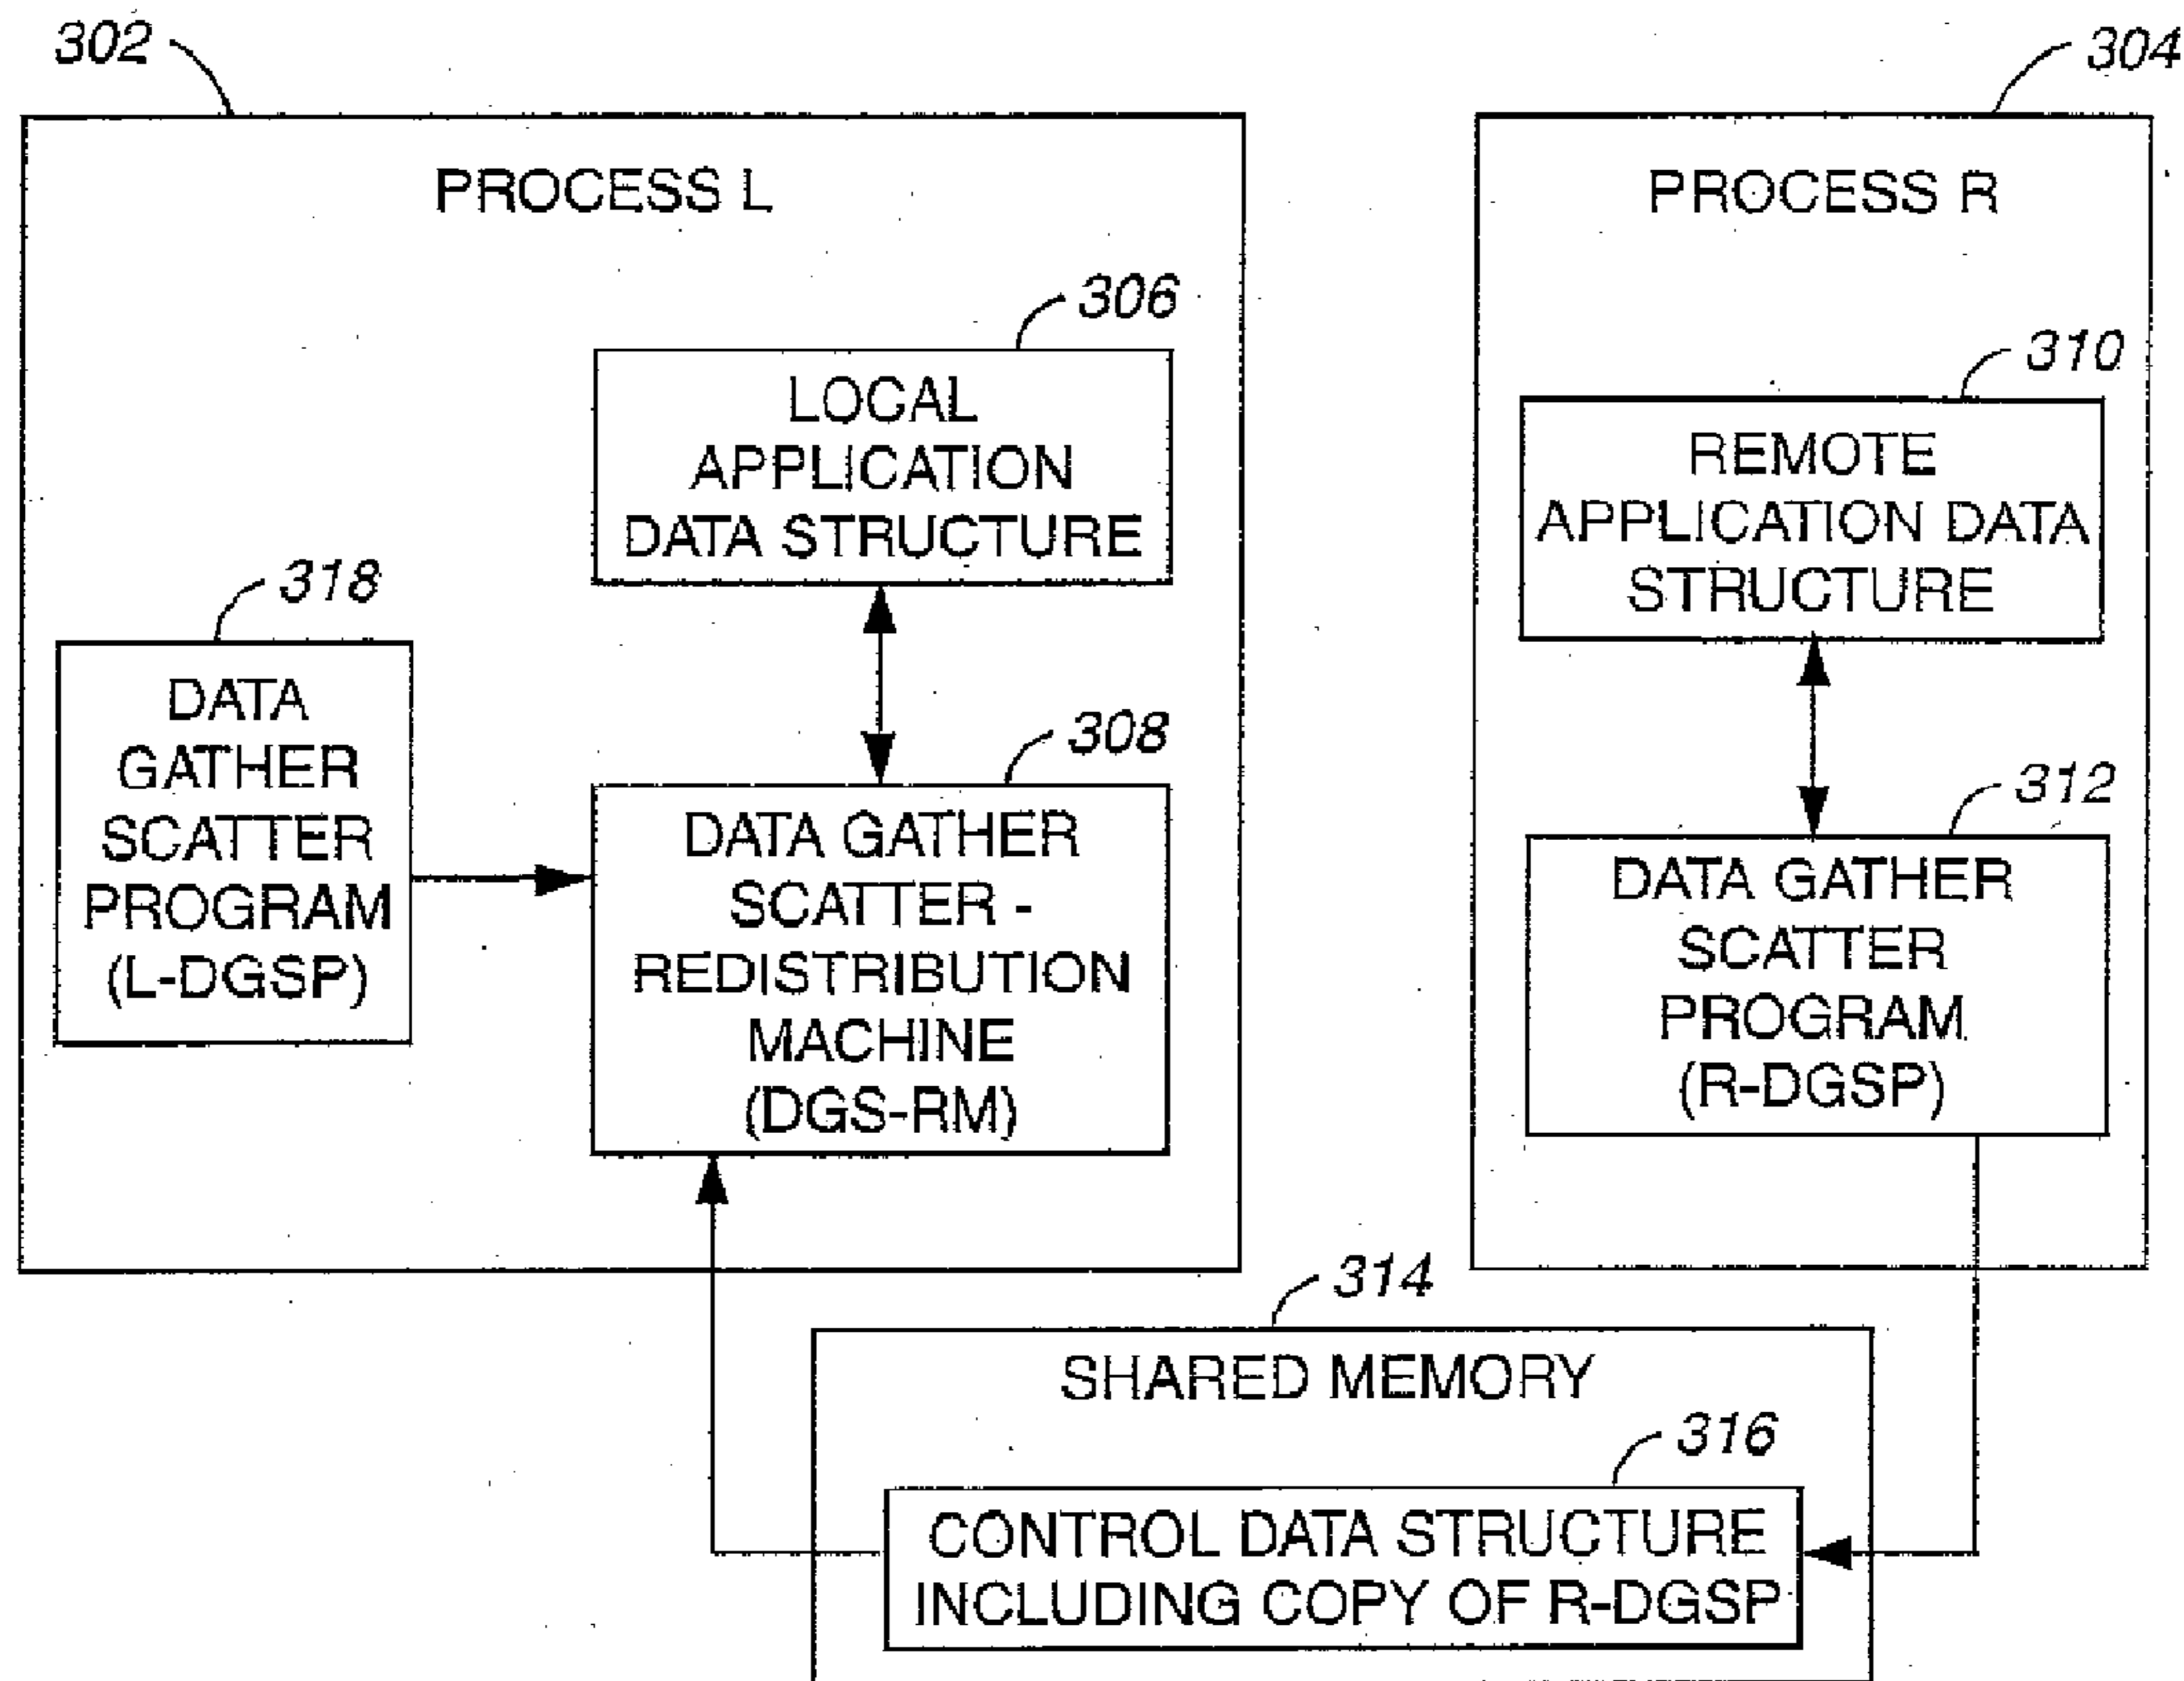 302
304
PROCESS L
PROCESS R
306
LOCAL
APPLICATION
DATA STRUCTURE
310
REMOTE
APPLICATION DATA
STRUCTURE
318
DATA
GATHER
SCATTER
PROGRAM
(L-DGSP)
308
DATA GATHER
SCATTER -
REDISTRIBUTION
MACHINE
(DGS-RM)
312
DATA GATHER
SCATTER
PROGRAM
(R-DGSP)
314
SHARED MEMORY
316
CONTROL DATA STRUCTURE
INCLUDING COPY OF R-DGSP